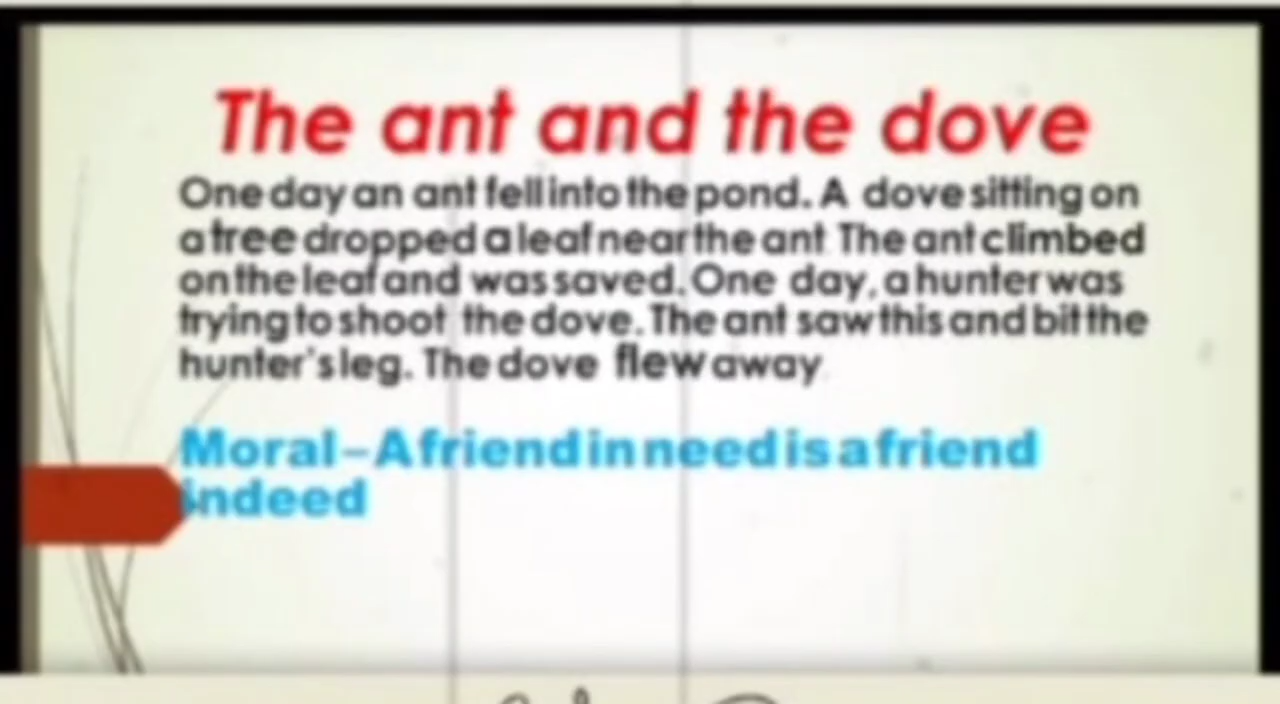 The ant and the dove
One day an ant fell into the pond. A dove sitting on
a tree dropped a leaf near the ant The ant climbed
on the leaf and was saved. One day, a hunter was
trying to shoot the dove. The ant saw this and bit the
hunter's leg. The dove flew away
Moral – A friend in need is a friend
indeed